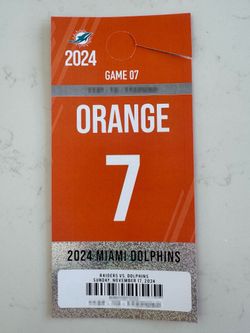 2024
GAME 07
ORANGE
7
2024 MIAMI DOLPHINS
RAIDERS VS. DOLPHINS
SUNDAY, NOVEMBER 17, 2024